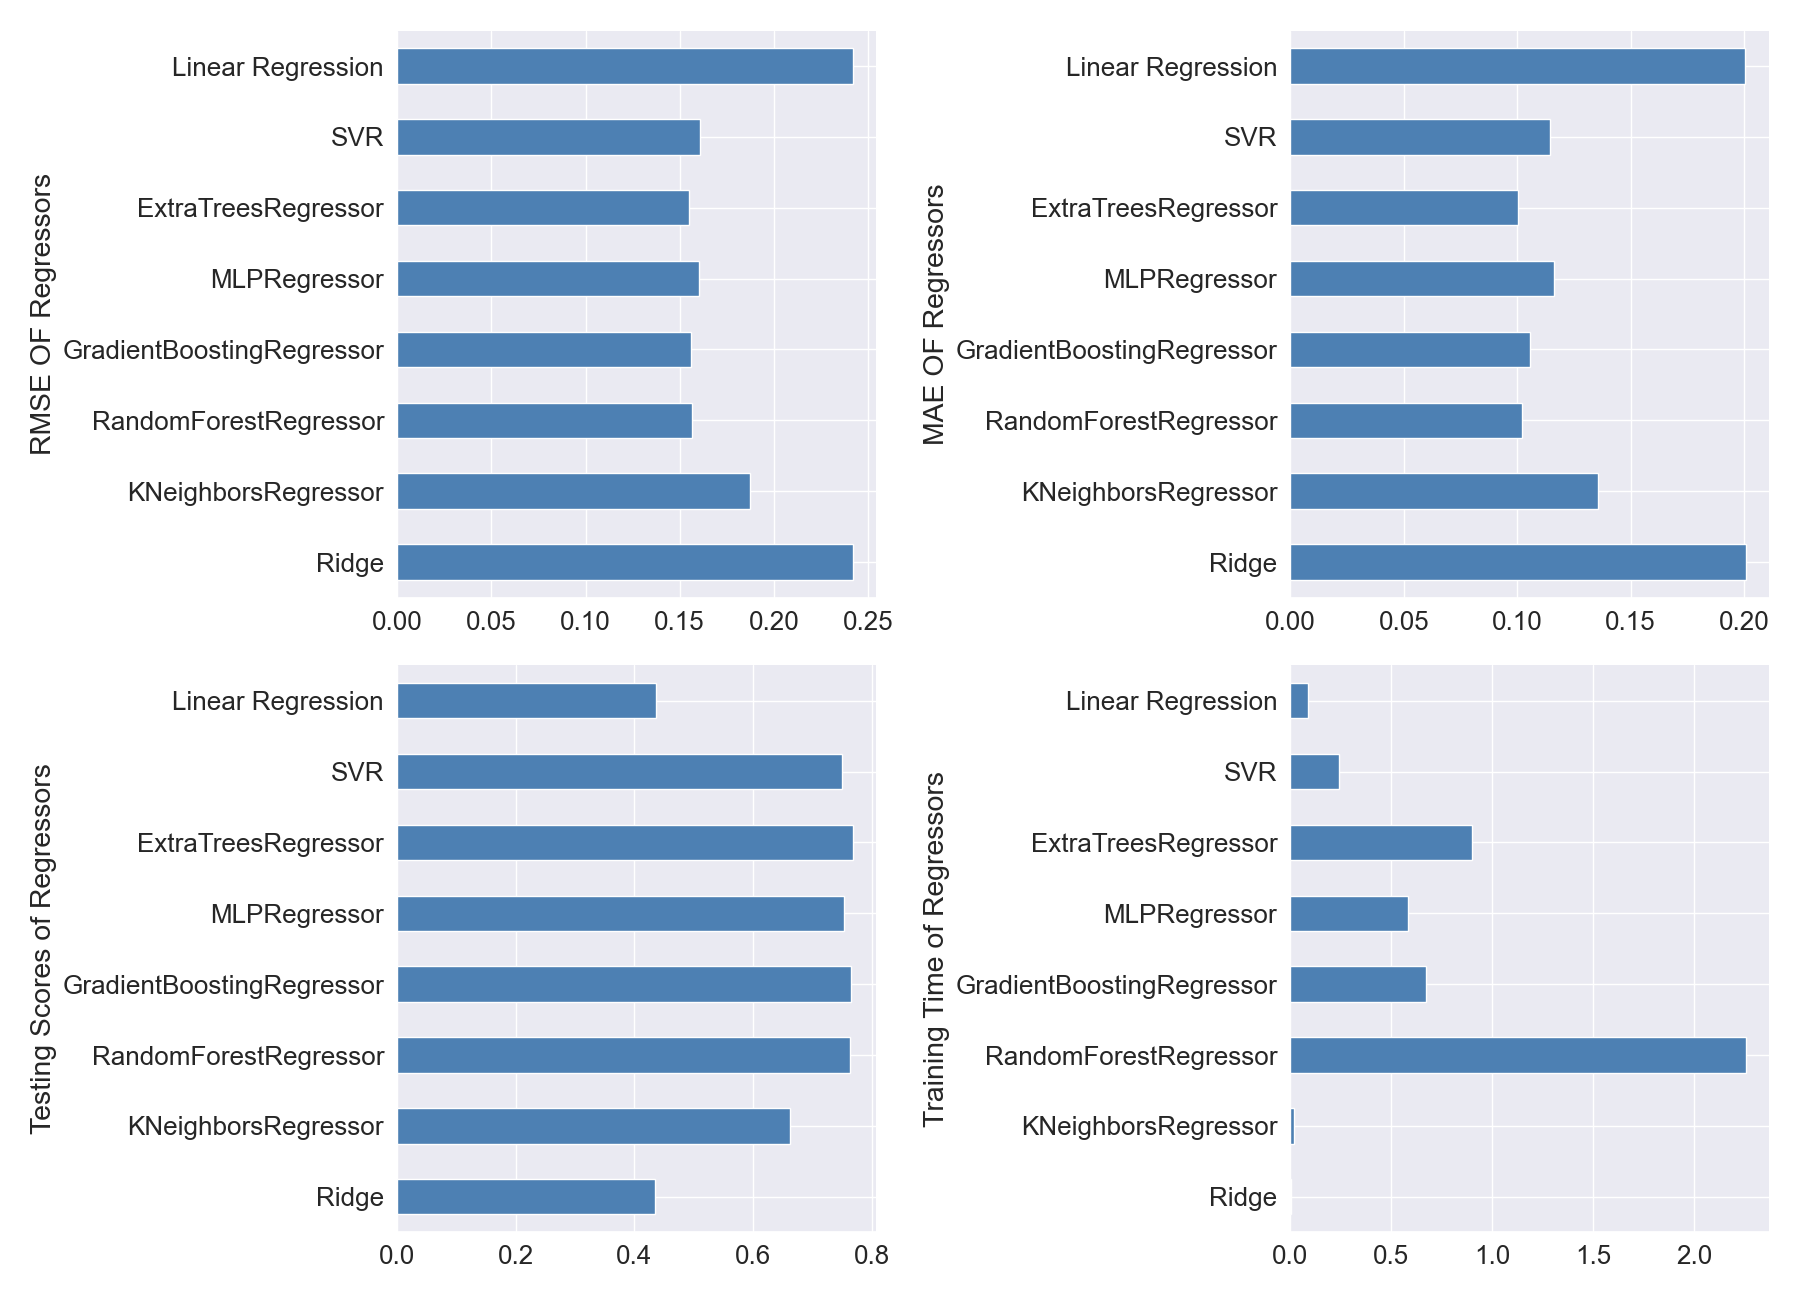 RMSE OF Regressors
Linear Regression
SVR
ExtraTreesRegressor
MLPRegressor
GradientBoostingRegressor
RandomForestRegressor
KNeighborsRegressor
Ridge
0.00 0.05 0.10 0.15 0.20 0.25
MAE OF Regressors
Linear Regression
SVR
ExtraTreesRegressor
MLPRegressor
GradientBoostingRegressor
RandomForestRegressor
KNeighborsRegressor
Ridge
0.00 0.05 0.10 0.15 0.20
Testing Scores of Regressors
Linear Regression
SVR
ExtraTreesRegressor
MLPRegressor
GradientBoostingRegressor
RandomForestRegressor
KNeighborsRegressor
Ridge
0.0 0.2 0.4 0.6 0.8
Training Time of Regressors
Linear Regression
SVR
ExtraTreesRegressor
MLPRegressor
GradientBoostingRegressor
RandomForestRegressor
KNeighborsRegressor
Ridge
0.0 0.5 1.0 1.5 2.0